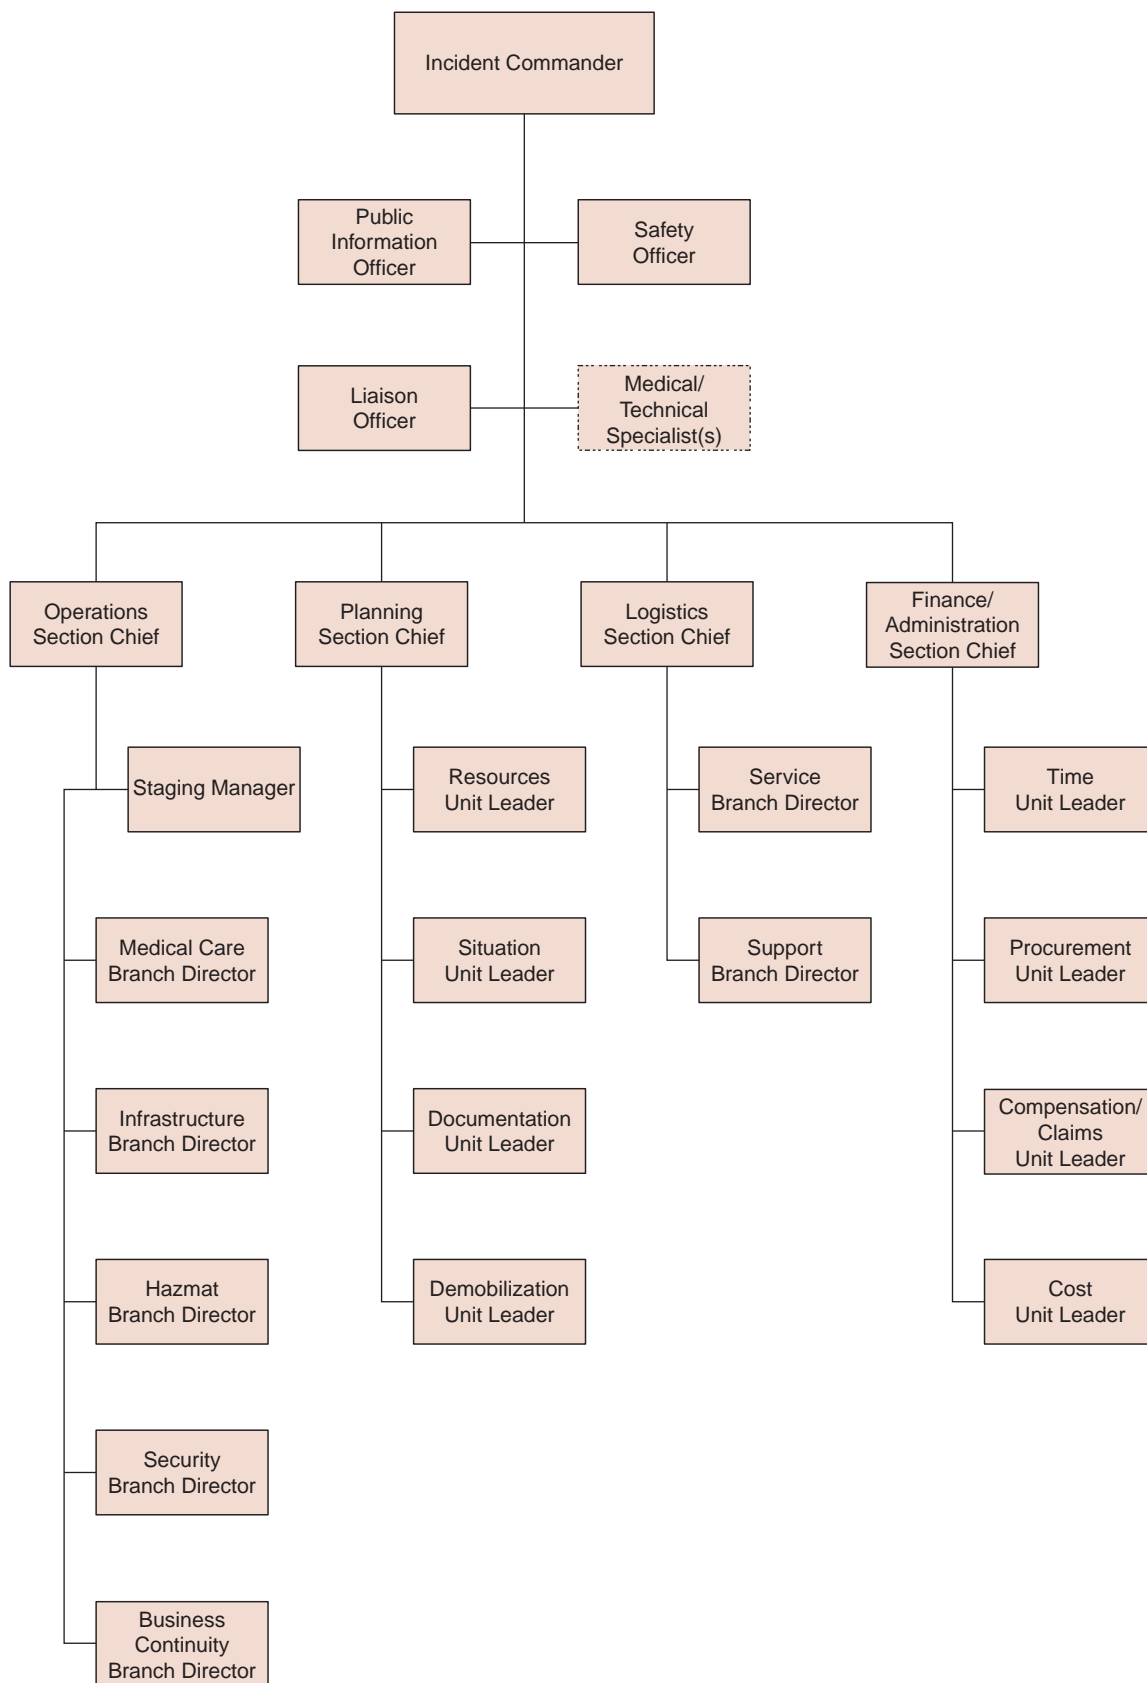 Incident Commander
Public
Information
Officer
Safety
Officer
Liaison
Officer
Medical/
Technical
Specialist(s)
Operations
Section Chief
Planning
Section Chief
Logistics
Section Chief
Finance/
Administration
Section Chief
Staging Manager
Resources
Unit Leader
Service
Branch Director
Time
Unit Leader
Medical Care
Branch Director
Situation
Unit Leader
Support
Branch Director
Procurement
Unit Leader
Infrastructure
Branch Director
Documentation
Unit Leader
Compensation/
Claims
Unit Leader
Hazmat
Branch Director
Demobilization
Unit Leader
Cost
Unit Leader
Security
Branch Director
Business
Continuity
Branch Director